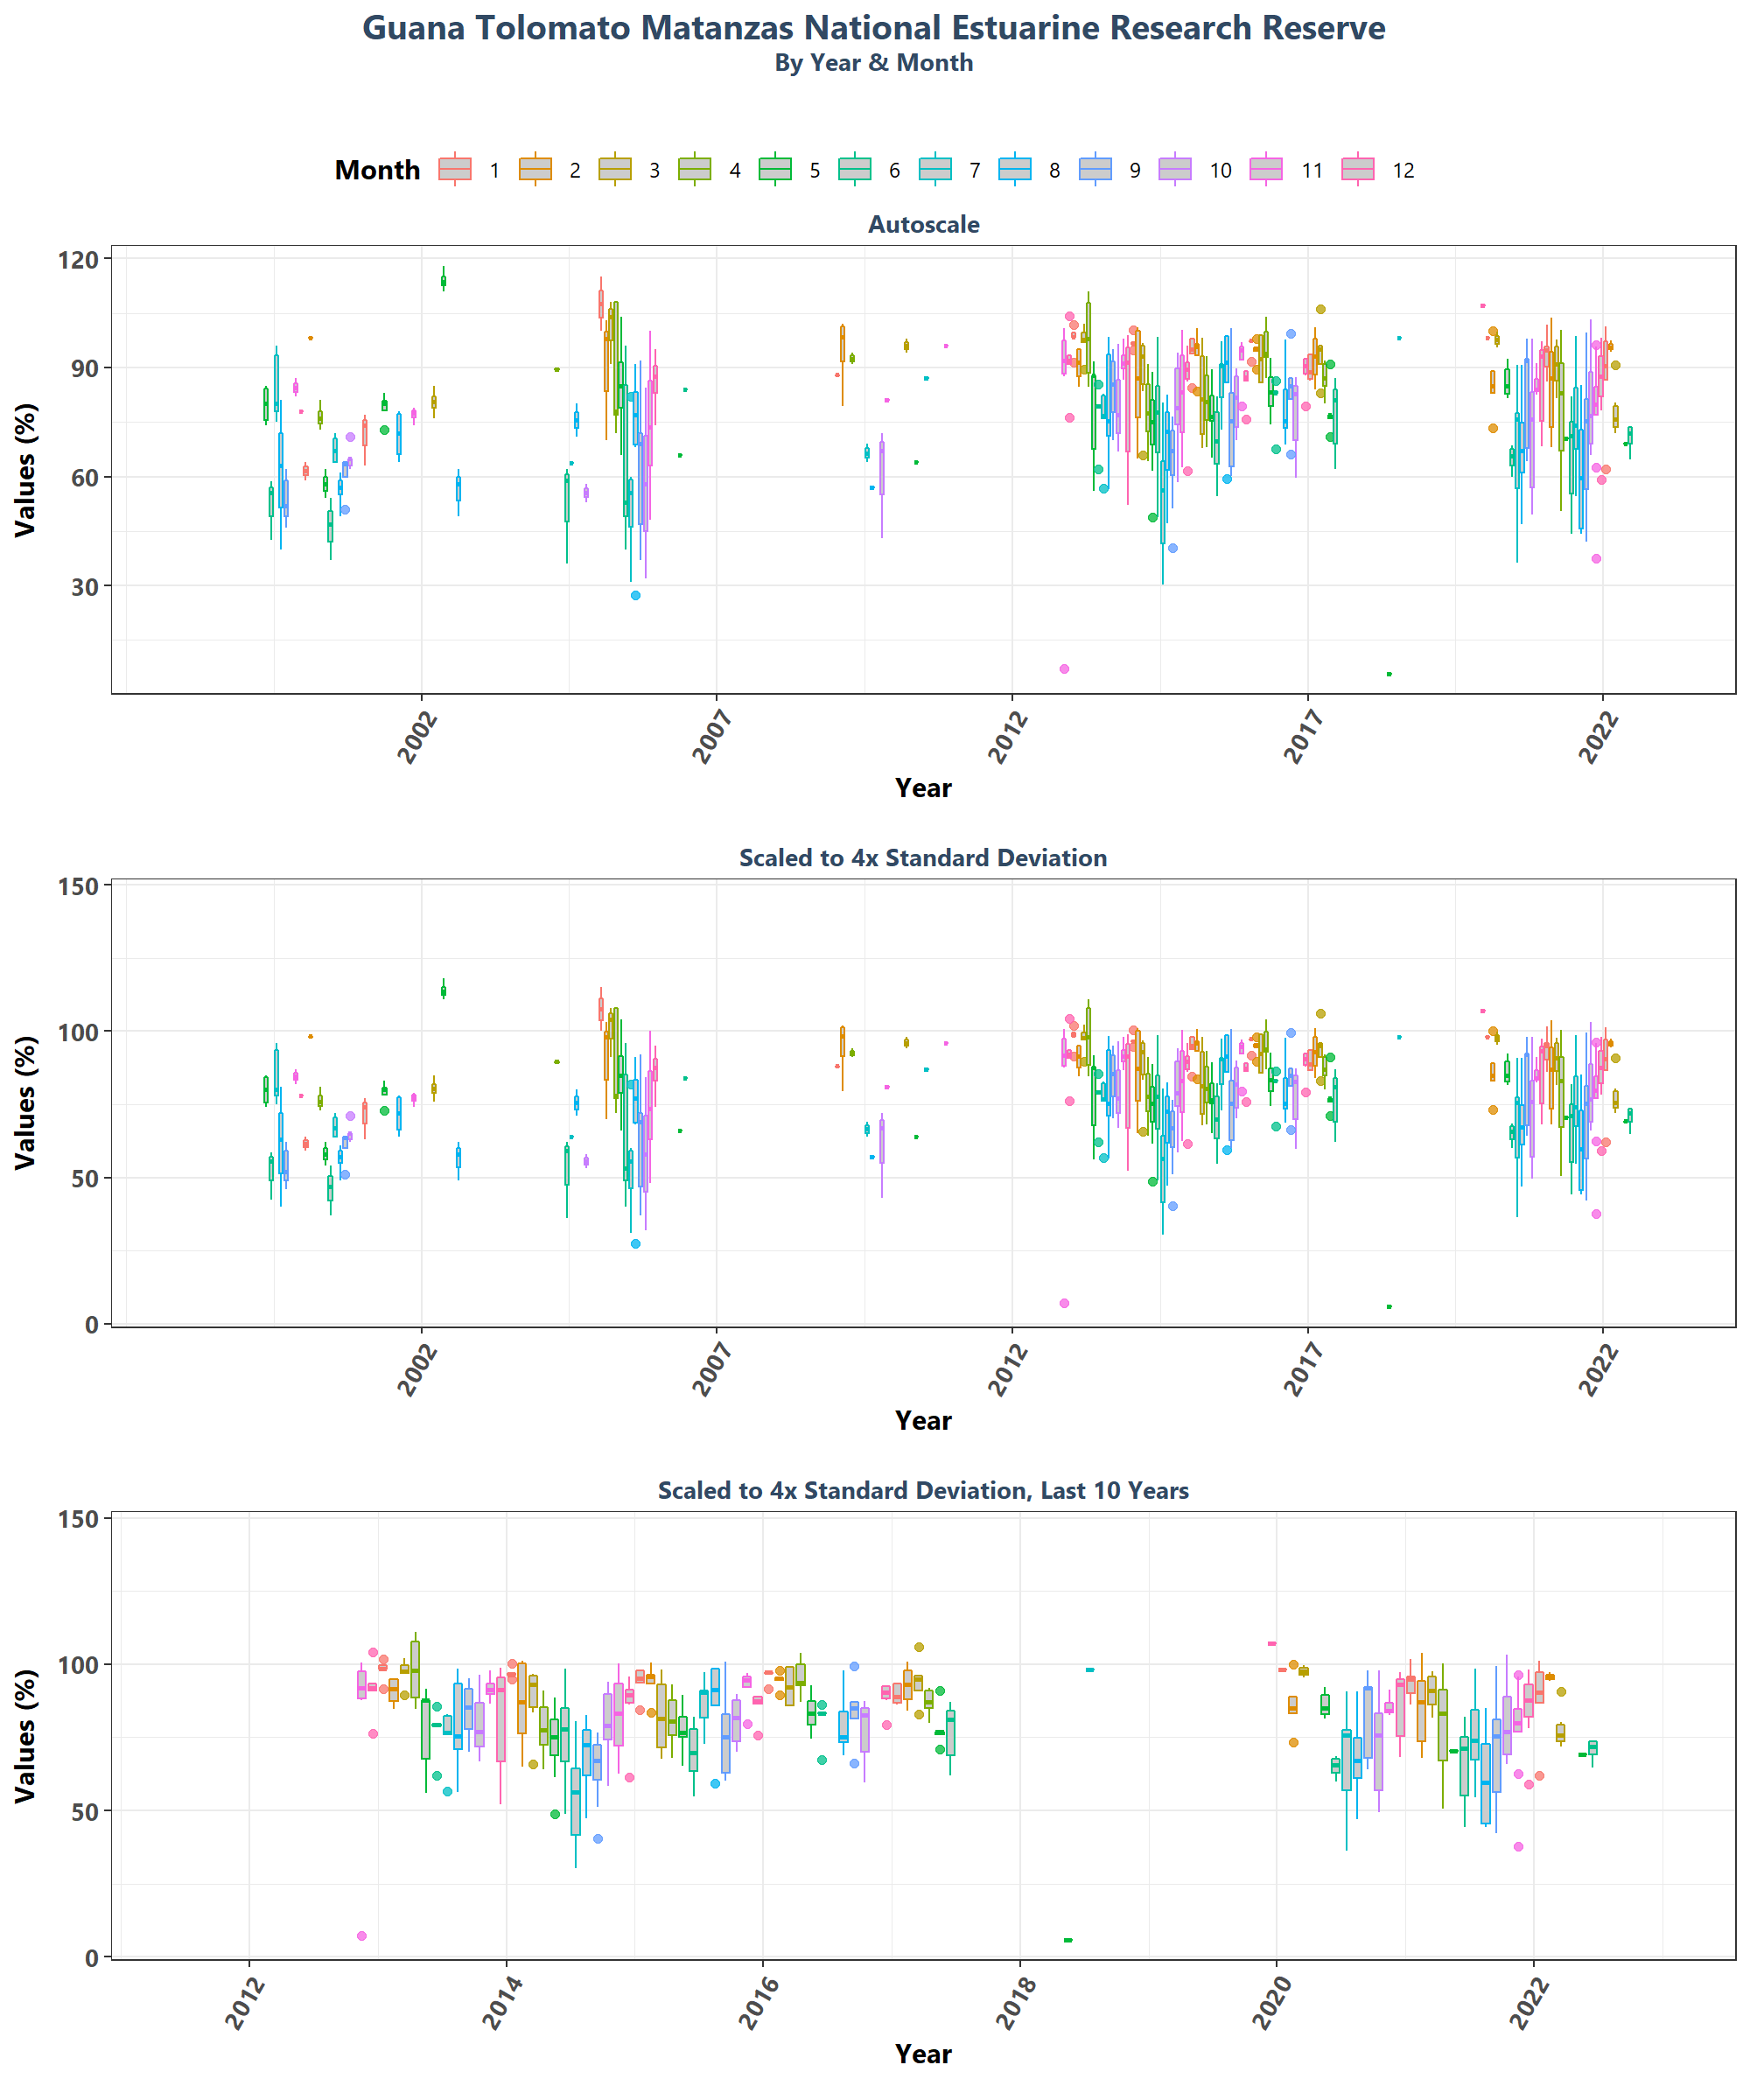 Guana Tolomato Matanzas National Estuarine Research Reserve
By Year & Month
Month 1 2 3 4 5 6 7 8 9 10 11 12
Autoscale
Values (%)
120
90
60
30
2002 2007 2012 2017 2022
Year
Scaled to 4x Standard Deviation
Values (%)
150
100
50
0
2002 2007 2012 2017 2022
Year
Scaled to 4x Standard Deviation, Last 10 Years
Values (%)
150
100
50
0
2012 2014 2016 2018 2020 2022
Year